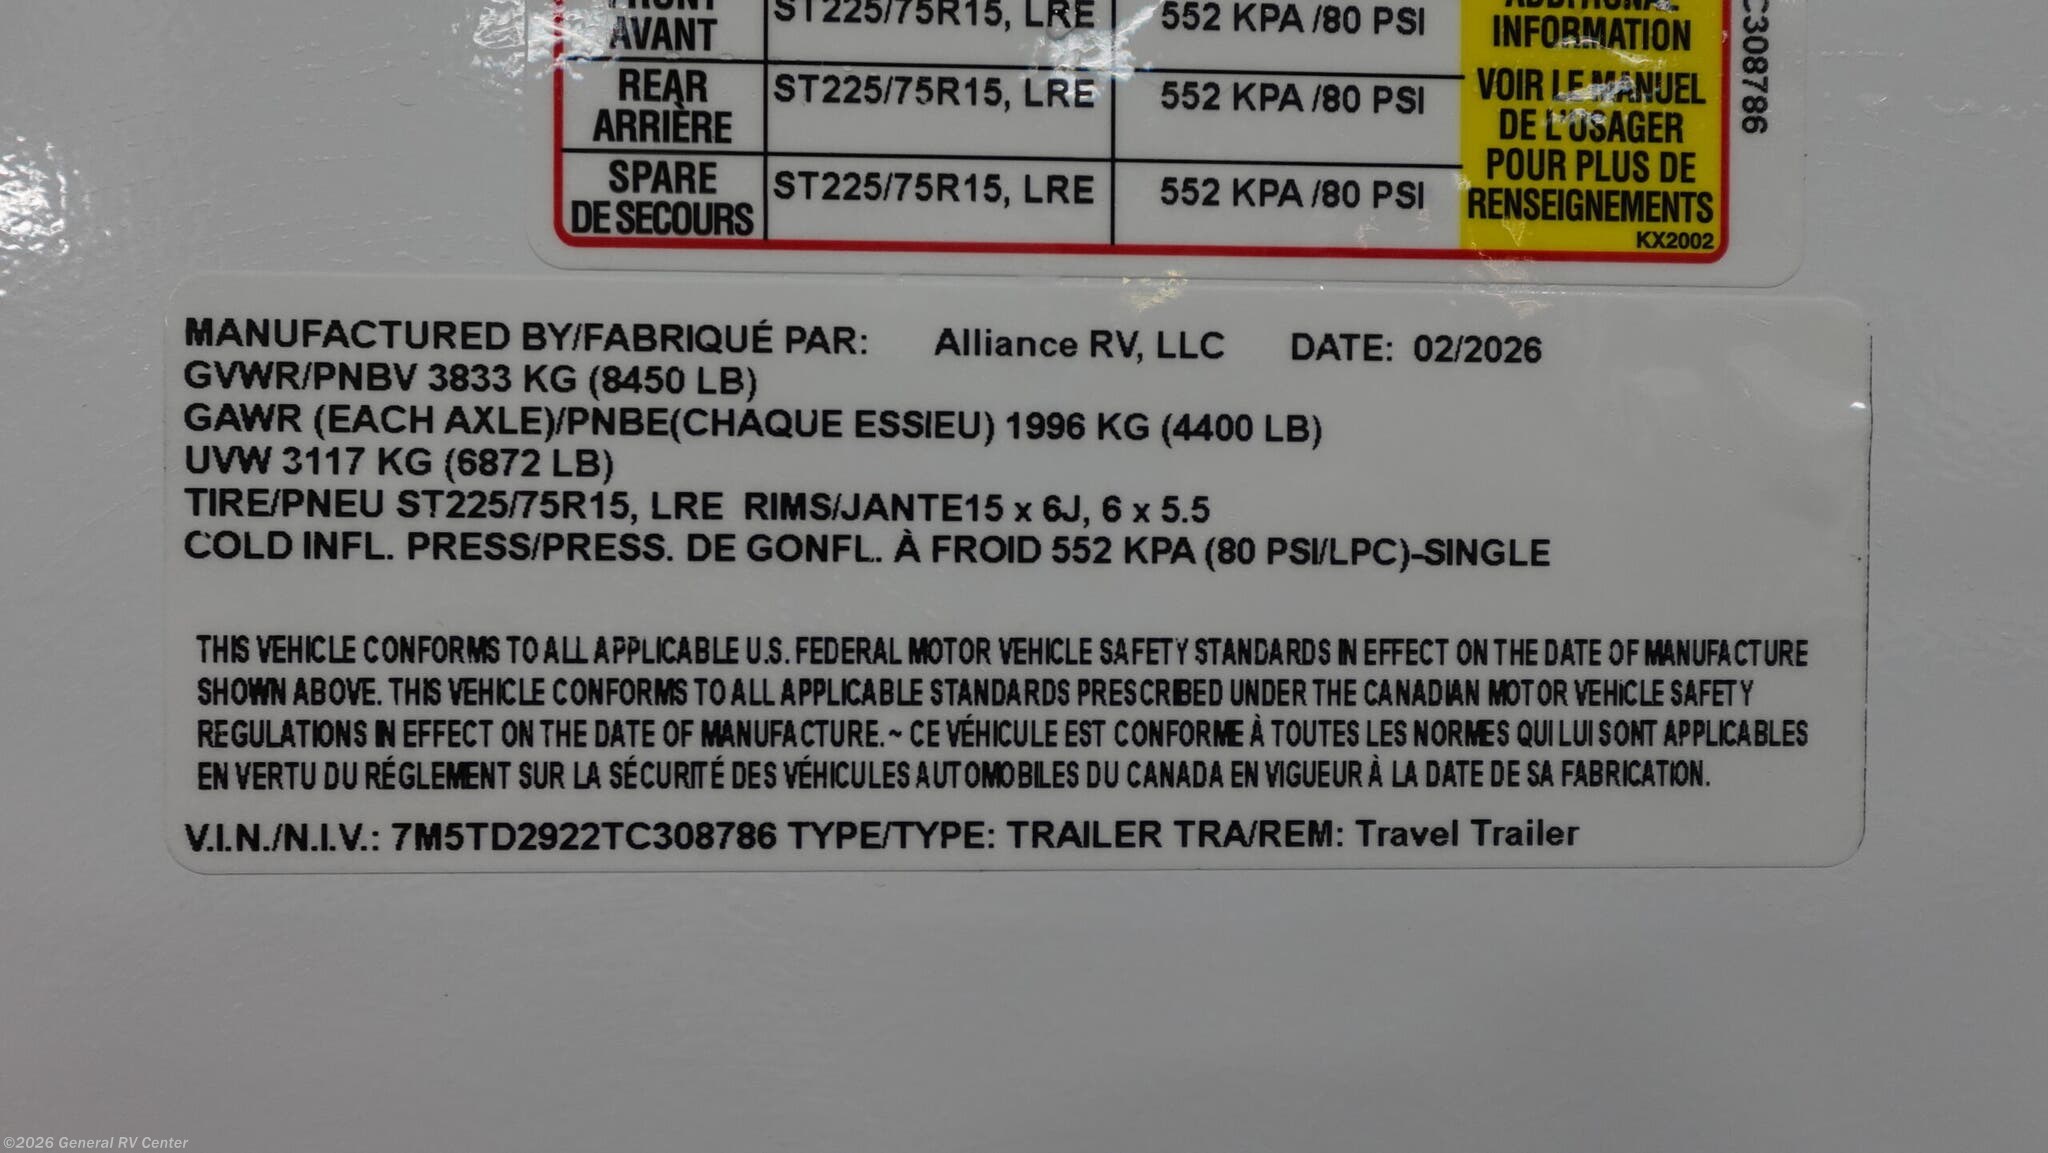 FRONT
AVANT
ST225/75R15, LRE
552 KPA /80 PSI
ADDITIONAL
INFORMATION
REAR
ARRIÈRE
ST225/75R15, LRE
552 KPA /80 PSI
VOIR LE MANUEL
DE L'USAGER
POUR PLUS DE
RENSEIGNEMENTS
SPARE
DE SECOURS
ST225/75R15, LRE
552 KPA /80 PSI
KX2002
C308786
MANUFACTURED BY/FABRIQUÉ PAR: Alliance RV, LLC DATE: 02/2026
GVWR/PNBV 3833 KG (8450 LB)
GAWR (EACH AXLE)/PNBE(CHAQUE ESSIEU) 1996 KG (4400 LB)
UVW 3117 KG (6872 LB)
TIRE/PNEU ST225/75R15, LRE RIMS/JANTE15 x 6J, 6 x 5.5
COLD INFL. PRESS/PRESS. DE GONFL. À FROID 552 KPA (80 PSI/LPC)-SINGLE
THIS VEHICLE CONFORMS TO ALL APPLICABLE U.S. FEDERAL MOTOR VEHICLE SAFETY STANDARDS IN EFFECT ON THE DATE OF MANUFACTURE
SHOWN ABOVE. THIS VEHICLE CONFORMS TO ALL APPLICABLE STANDARDS PRESCRIBED UNDER THE CANADIAN MOTOR VEHICLE SAFETY
REGULATIONS IN EFFECT ON THE DATE OF MANUFACTURE.~ CE VÉHICULE EST CONFORME À TOUTES LES NORMES QUI LUI SONT APPLICABLES
EN VERTU DU RÉGLEMENT SUR LA SÉCURITÉ DES VÉHICULES AUTOMOBILES DU CANADA EN VIGUEUR À LA DATE DE SA FABRICATION.
V.I.N./N.I.V.: 7M5TD2922TC308786 TYPE/TYPE: TRAILER TRA/REM: Travel Trailer
©2026 General RV Center